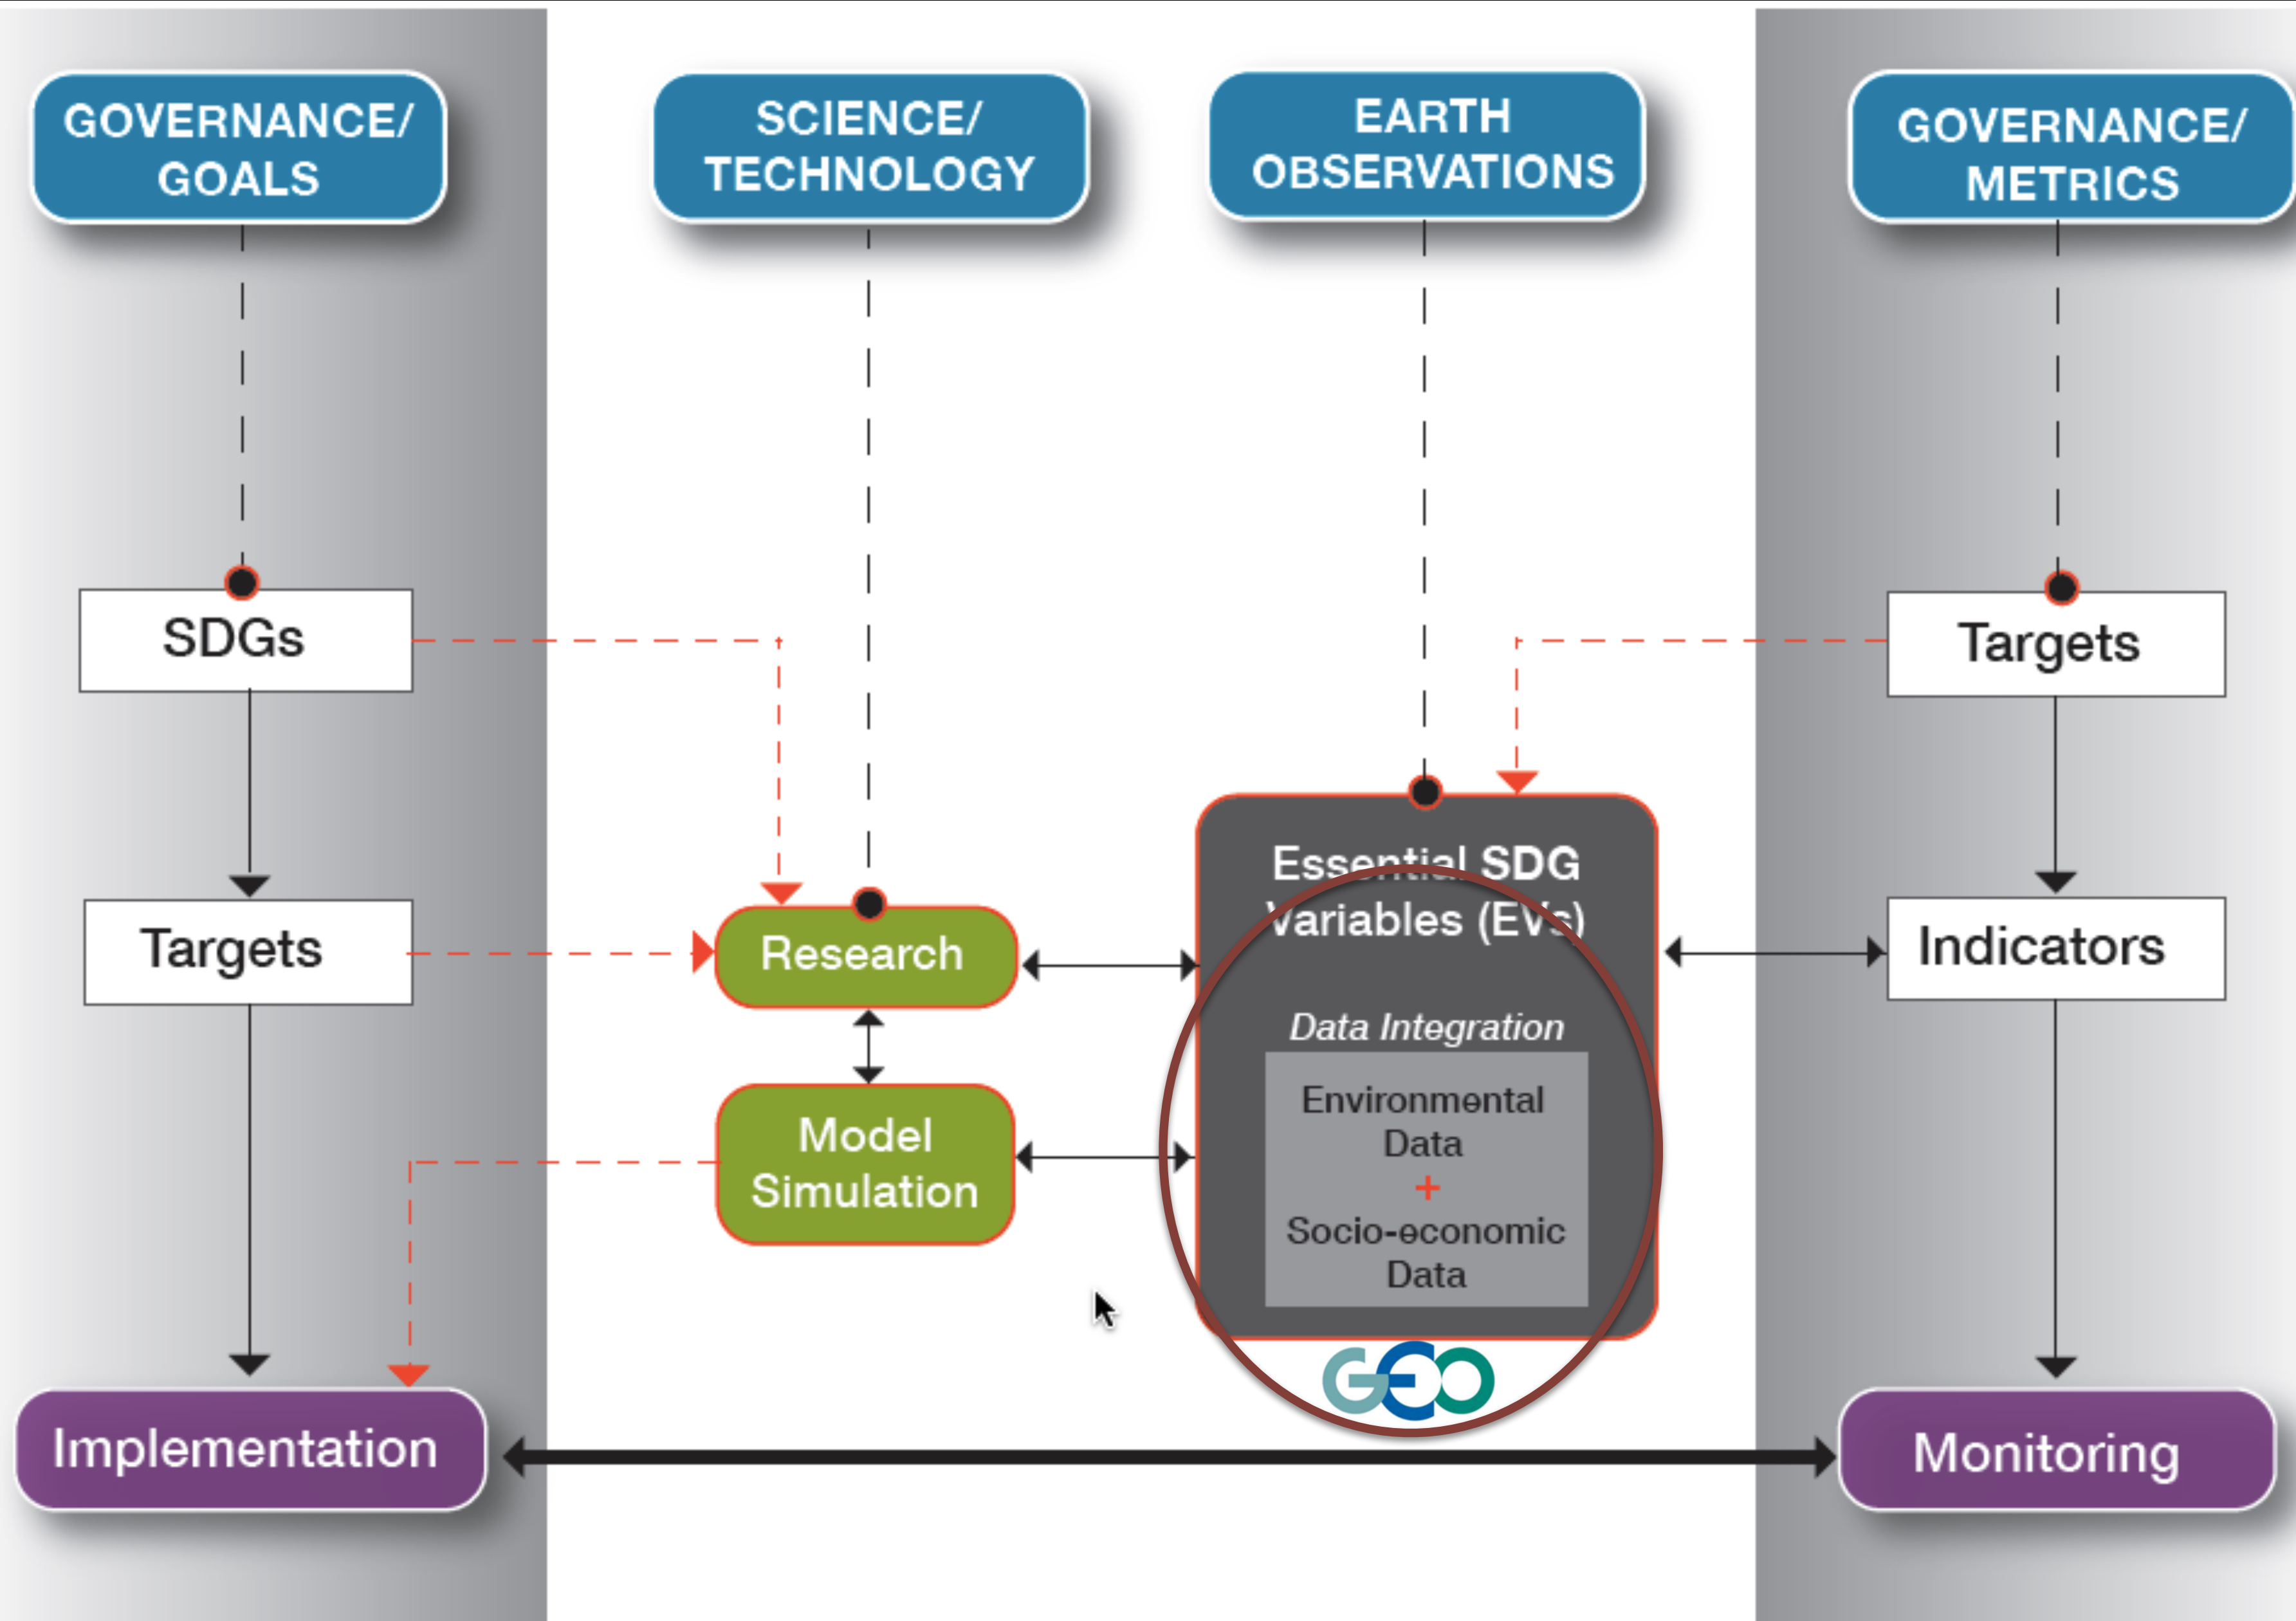 GOVERNANCE/
GOALS
SCIENCE/
TECHNOLOGY
EARTH
OBSERVATIONS
GOVERNANCE/
METRICS
SDGs
Targets
Targets
Research
Essential SDG
Variables (EVs)
Indicators
Data Integration
Model
Simulation
Environmental
Data
+
Socio-economic
Data
GEO
Implementation
Monitoring